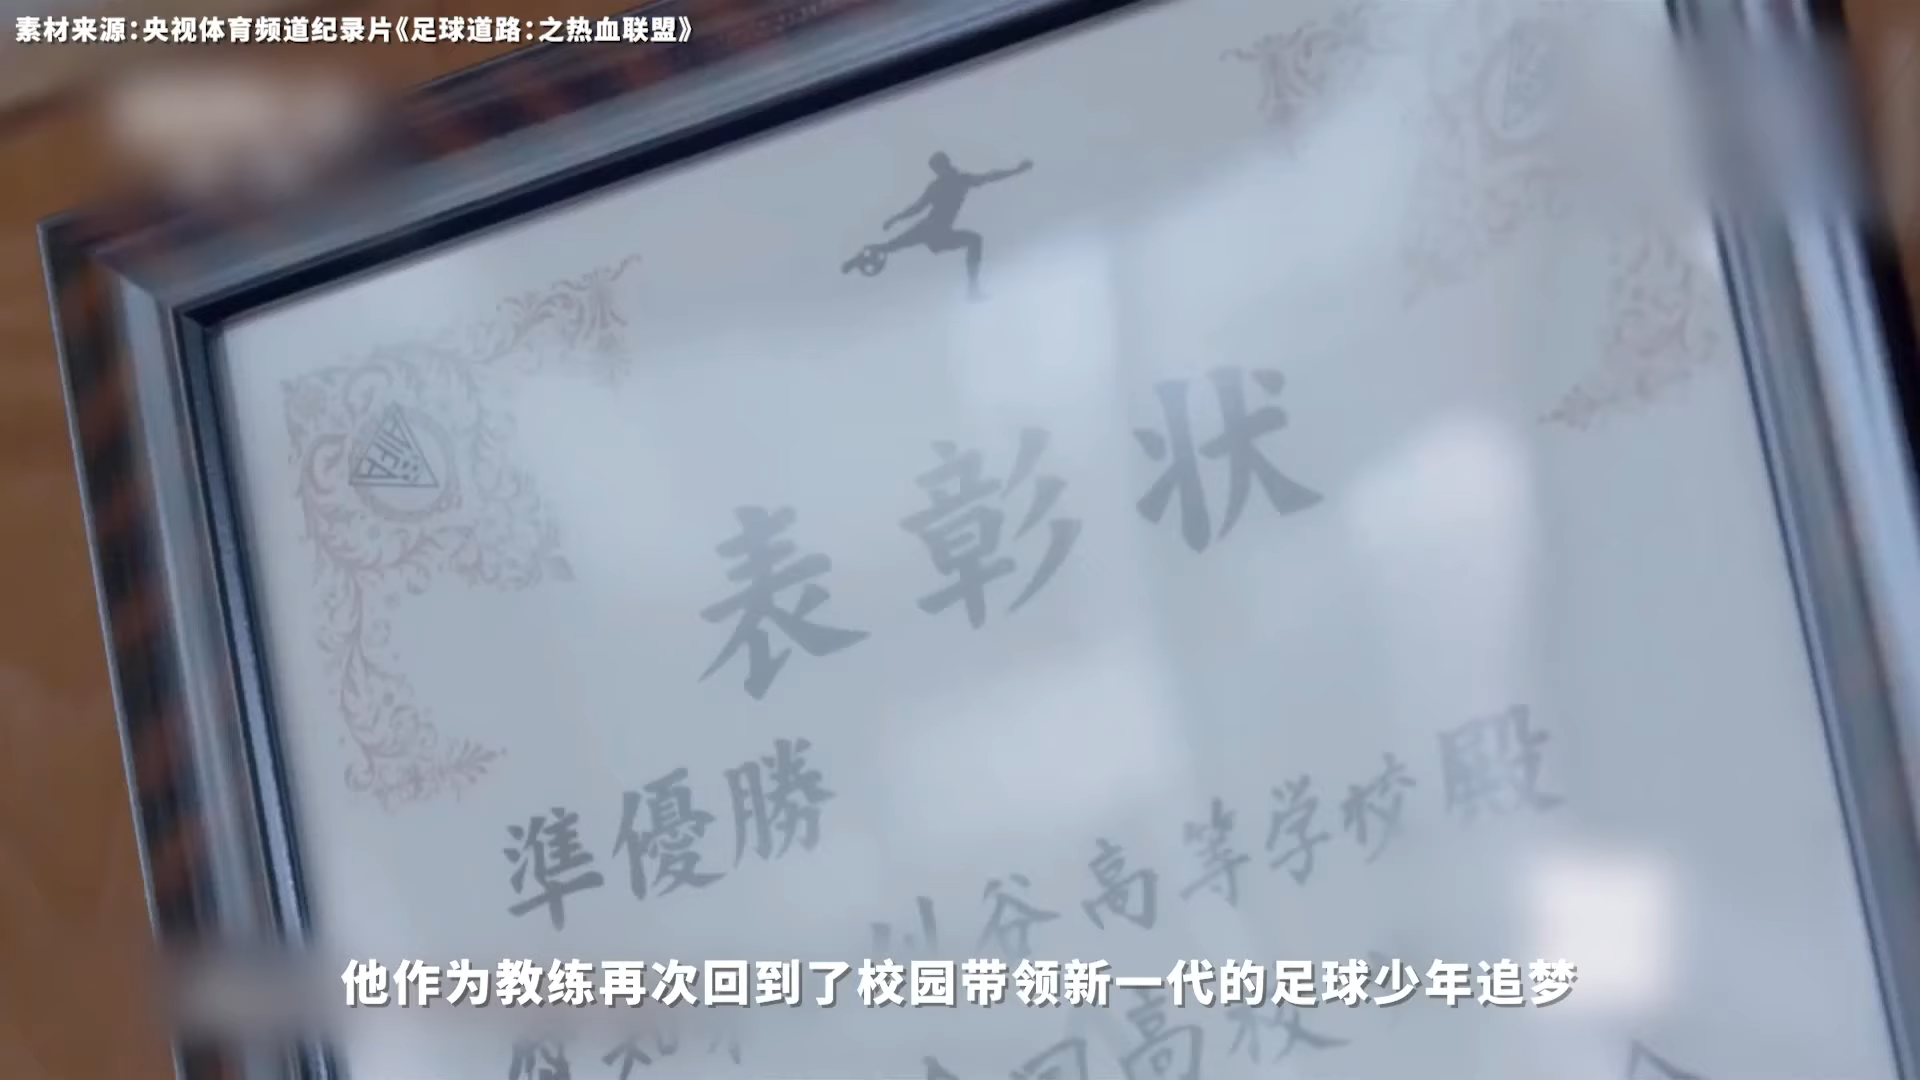 素材来源：央视体育频道纪录片《足球道路：之热血联盟》
表彰状
準優勝
川谷高等学校殿
他作为教练再次回到了校园带领新一代的足球少年追梦
高校